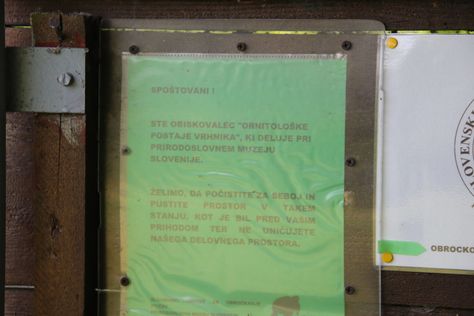 SPOŠTOVANI !
STE OBISKOVALEC "ORNITOLOŠKE
POSTAJE VRHNIKA", KI DELUJE PRI
PRIRODOSLOVNEM MUZEJU
SLOVENIJE.
ŽELIMO, DA POČISTITE ZA SEBOJ IN
PUSTITE PROSTOR V TAKEM
STANJU, KOT JE BIL PRED VAŠIM
PRIHODOM TER NE UNIČUJETE
NAŠEGA DELOVNEGA PROSTORA.
OBROČKO